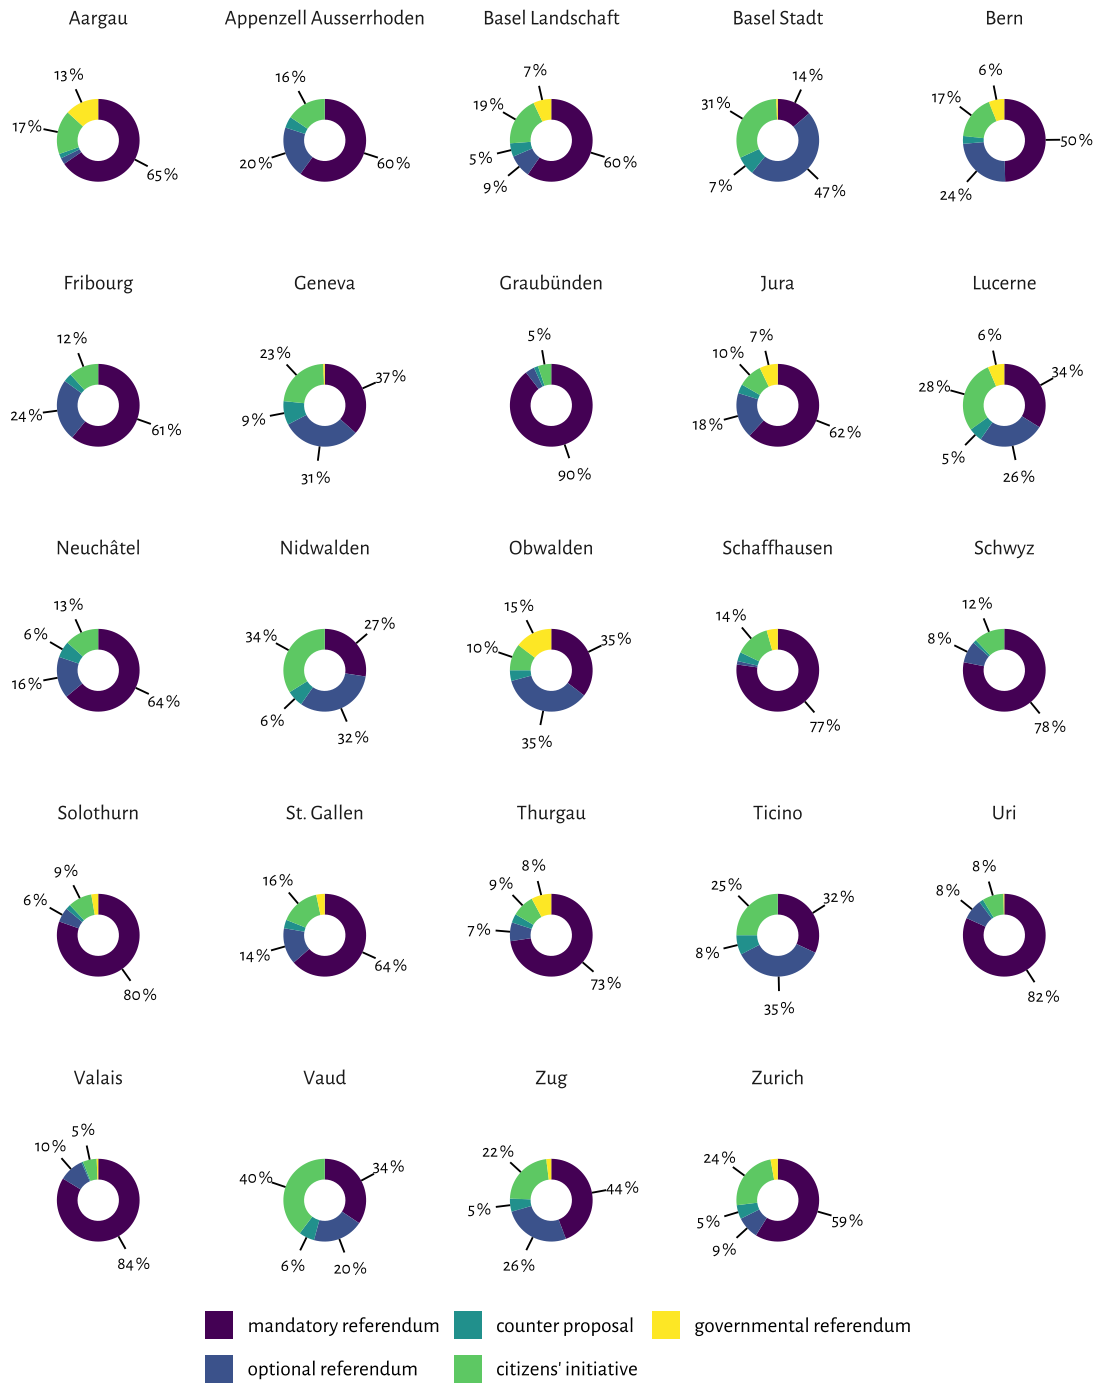 Aargau Appenzell Ausserrhoden Basel Landschaft Basel Stadt Bern
13% 17% 65%
16% 20% 60%
7% 19% 5% 9% 60%
14% 31% 7% 47%
6% 17% 50% 24%
Fribourg Geneva Graubünden Jura Lucerne
12% 24% 61%
23% 37% 9% 31%
5% 90%
7% 10% 18% 62%
6% 34% 28% 5% 26%
Neuchâtel Nidwalden Obwalden Schaffhausen Schwyz
13% 6% 16% 64%
27% 34% 6% 32%
15% 35% 10% 35%
14% 77%
12% 8% 78%
Solothurn St. Gallen Thurgau Ticino Uri
9% 6% 80%
16% 14% 64%
8% 9% 7% 73%
25% 32% 8% 35%
8% 8% 82%
Valais Vaud Zug Zurich
5% 10% 84%
34% 40% 6% 20%
22% 44% 5% 26%
24% 5% 9% 59%
mandatory referendum counter proposal governmental referendum
optional referendum citizens' initiative